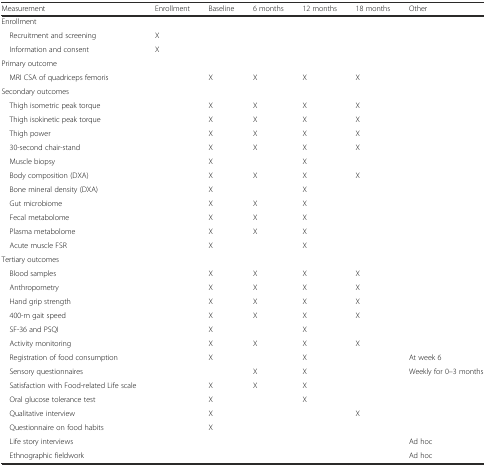 Measurement Enrollment Baseline 6 months 12 months 18 months Other
Enrollment
Recruitment and screening X
Information and consent X
Primary outcome
MRI CSA of quadriceps femoris X X X X
Secondary outcomes
Thigh isometric peak torque X X X X
Thigh isokinetic peak torque X X X X
Thigh power X X X X
30-second chair-stand X X X X
Muscle biopsy X X
Body composition (DXA) X X X X
Bone mineral density (DXA) X X
Gut microbiome X X X
Fecal metabolome X X X
Plasma metabolome X X X
Acute muscle FSR X X
Tertiary outcomes
Blood samples X X X X
Anthropometry X X X X
Hand grip strength X X X X
400-m gait speed X X X X
SF-36 and PSQI X X
Activity monitoring X X X X
Registration of food consumption X X At week 6
Sensory questionnaires X X Weekly for 0–3 months
Satisfaction with Food-related Life scale X X X
Oral glucose tolerance test X X
Qualitative interview X X
Questionnaire on food habits X
Life story interviews Ad hoc
Ethnographic fieldwork Ad hoc